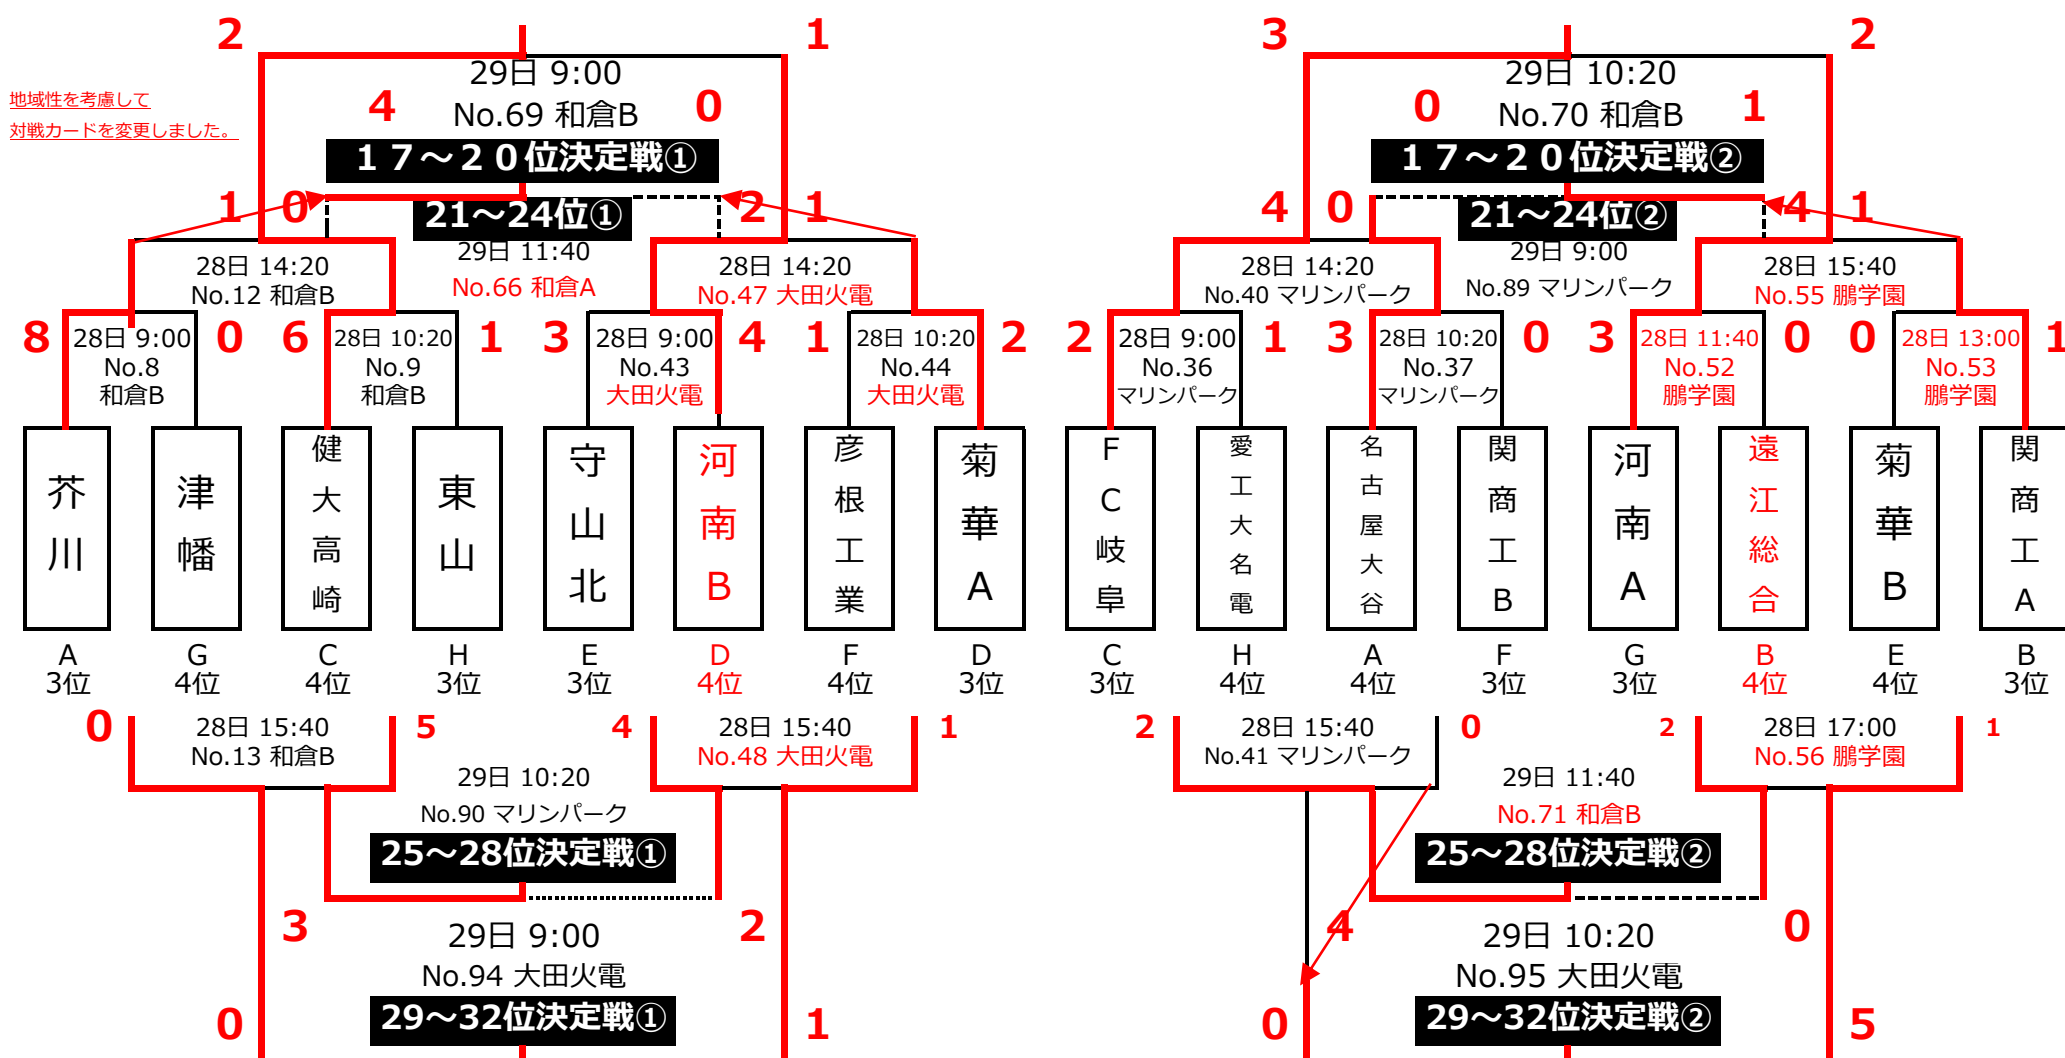 2
1
3
2
29日 9:00
29日 10:20
地域性を考慮して
対戦カードを変更しました。
4
No.69 和倉B
0
0
No.70 和倉B
1
１７～２０位決定戦①
１７～２０位決定戦②
1
0
21～24位①
2
1
4
0
21～24位②
4
1
28日 14:20
No.12 和倉B
29日 11:40
No.66 和倉A
28日 14:20
No.47 大田火電
28日 14:20
No.40 マリンパーク
29日 9:00
No.89 マリンパーク
28日 15:40
No.55 鵬学園
8
28日 9:00
No.8
和倉B
0
6
28日 10:20
No.9
和倉B
1
3
28日 9:00
No.43
大田火電
4
1
28日 10:20
No.44
大田火電
2
2
28日 9:00
No.36
マリンパーク
1
3
28日 10:20
No.37
マリンパーク
0
3
28日 11:40
No.52
鵬学園
0
0
28日 13:00
No.53
鵬学園
1
芥川
津幡
健大高崎
東山
守山北
河南B
彦根工業
菊華A
FC岐阜
愛工大名電
名古屋大谷
関商工B
河南A
遠江総合
菊華B
関商工A
A
3位
G
4位
C
4位
H
3位
E
3位
D
4位
F
4位
D
3位
C
3位
H
4位
A
4位
F
3位
G
3位
B
4位
E
4位
B
3位
0
28日 15:40
No.13 和倉B
5
4
28日 15:40
No.48 大田火電
1
2
28日 15:40
No.41 マリンパーク
0
2
28日 17:00
No.56 鵬学園
1
29日 10:20
No.90 マリンパーク
25～28位決定戦①
29日 11:40
No.71 和倉B
25～28位決定戦②
3
2
4
0
29日 9:00
No.94 大田火電
29～32位決定戦①
29日 10:20
No.95 大田火電
29～32位決定戦②
0
1
0
5